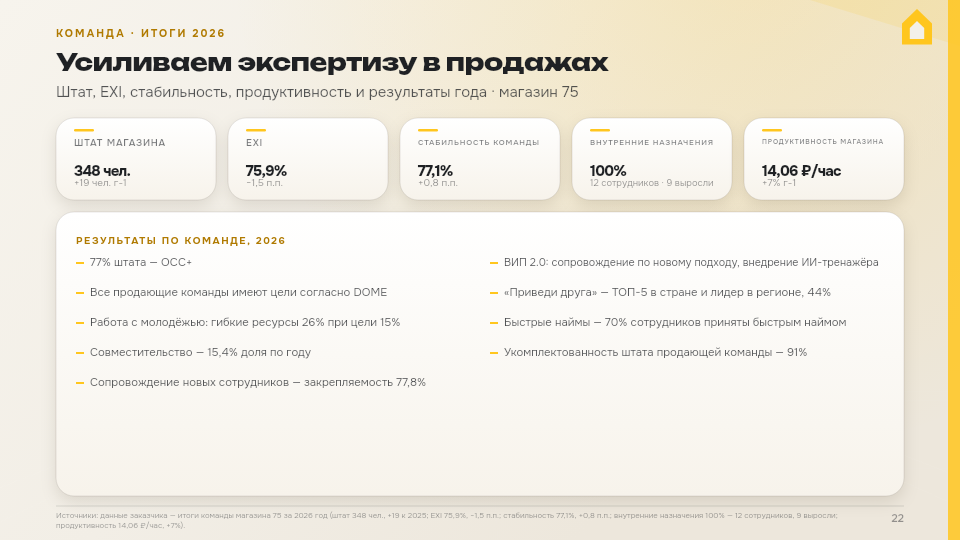 КОМАНДА · ИТОГИ 2026
Усиливаем экспертизу в продажах
Штат, EXI, стабильность, продуктивность и результаты года · магазин 75
ШТАТ МАГАЗИНА
348 чел.
+19 чел. г–1
EXI
75,9%
−1,5 п.п.
СТАБИЛЬНОСТЬ КОМАНДЫ
77,1%
+0,8 п.п.
ВНУТРЕННИЕ НАЗНАЧЕНИЯ
100%
12 сотрудников · 9 выросли
ПРОДУКТИВНОСТЬ МАГАЗИНА
14,06 ₽/час
+7% г–1
РЕЗУЛЬТАТЫ ПО КОМАНДЕ, 2026
— 77% штата — ОСС+
— Все продающие команды имеют цели согласно DOME
— Работа с молодёжью: гибкие ресурсы 26% при цели 15%
— Совместительство — 15,4% доля по году
— Сопровождение новых сотрудников — закрепляемость 77,8%
— ВИП 2.0: сопровождение по новому подходу, внедрение ИИ-тренажёра
— «Приведи друга» — ТОП-5 в стране и лидер в регионе, 44%
— Быстрые наймы — 70% сотрудников приняты быстрым наймом
— Укомплектованность штата продающей команды — 91%
Источники: данные заказчика — итоги команды магазина 75 за 2026 год (штат 348 чел., +19 к 2025; EXI 75,9%, −1,5 п.п.; стабильность 77,1%, +0,8 п.п.; внутренние назначения 100% — 12 сотрудников, 9 выросли;
продуктивность 14,06 ₽/час, +7%).
22